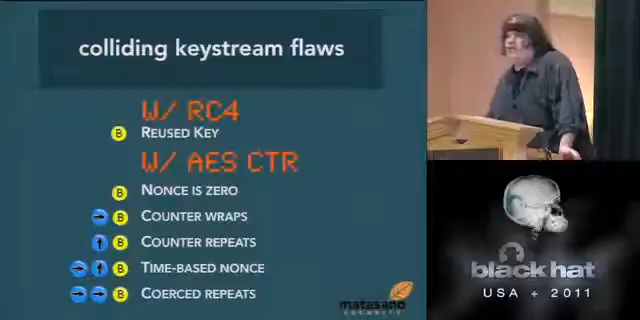 colliding keystream flaws
W/ RC4
B REUSED KEY
W/ AES CTR
B NONCE IS ZERO
B COUNTER WRAPS
B COUNTER REPEATS
B TIME-BASED NONCE
B COERCED REPEATS
matasano
SECURITY
black hat
USA + 2011